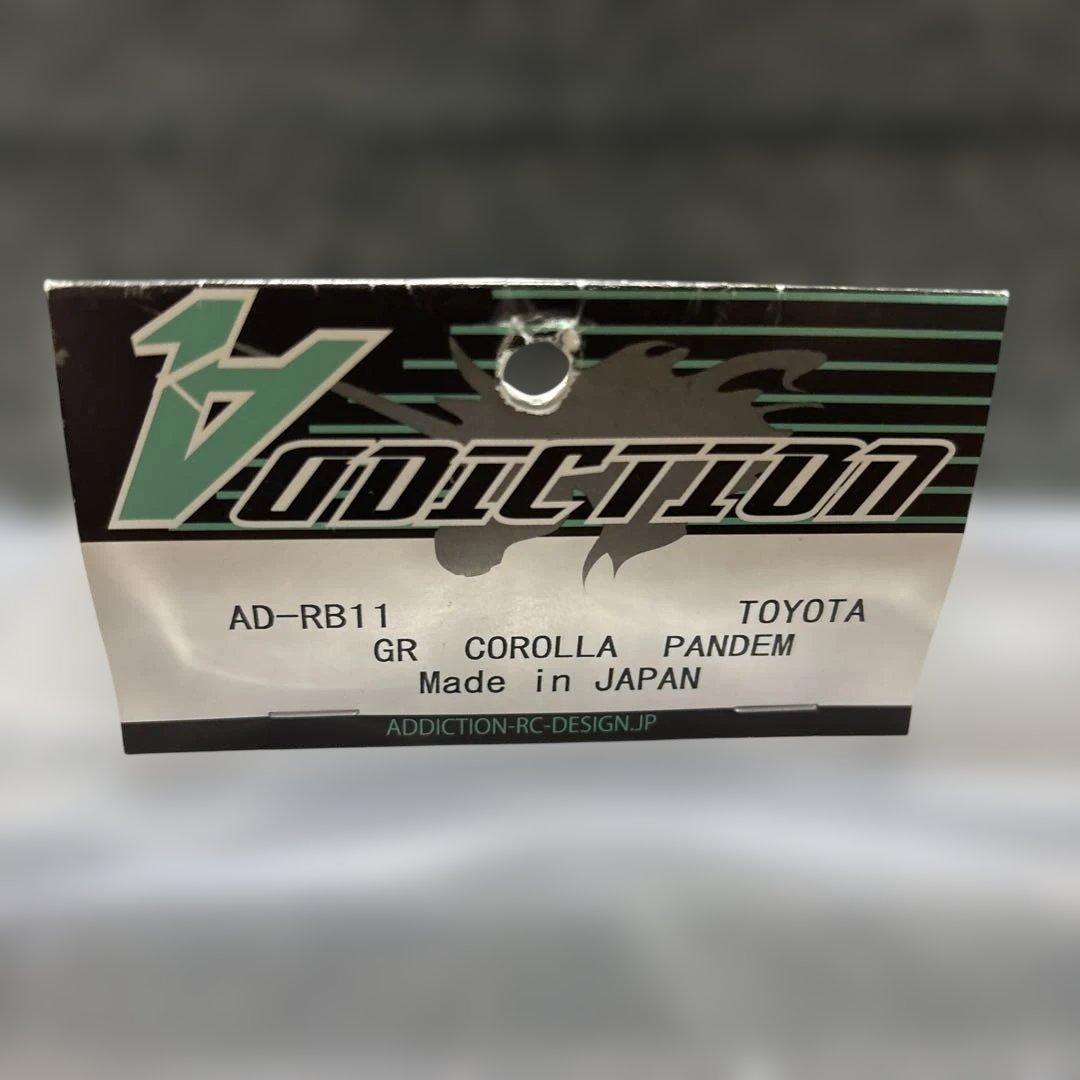 ADDICTION
AD-RB11 TOYOTA
GR COROLLA PANDEM
Made in JAPAN
ADDICTION-RC-DESIGN.JP